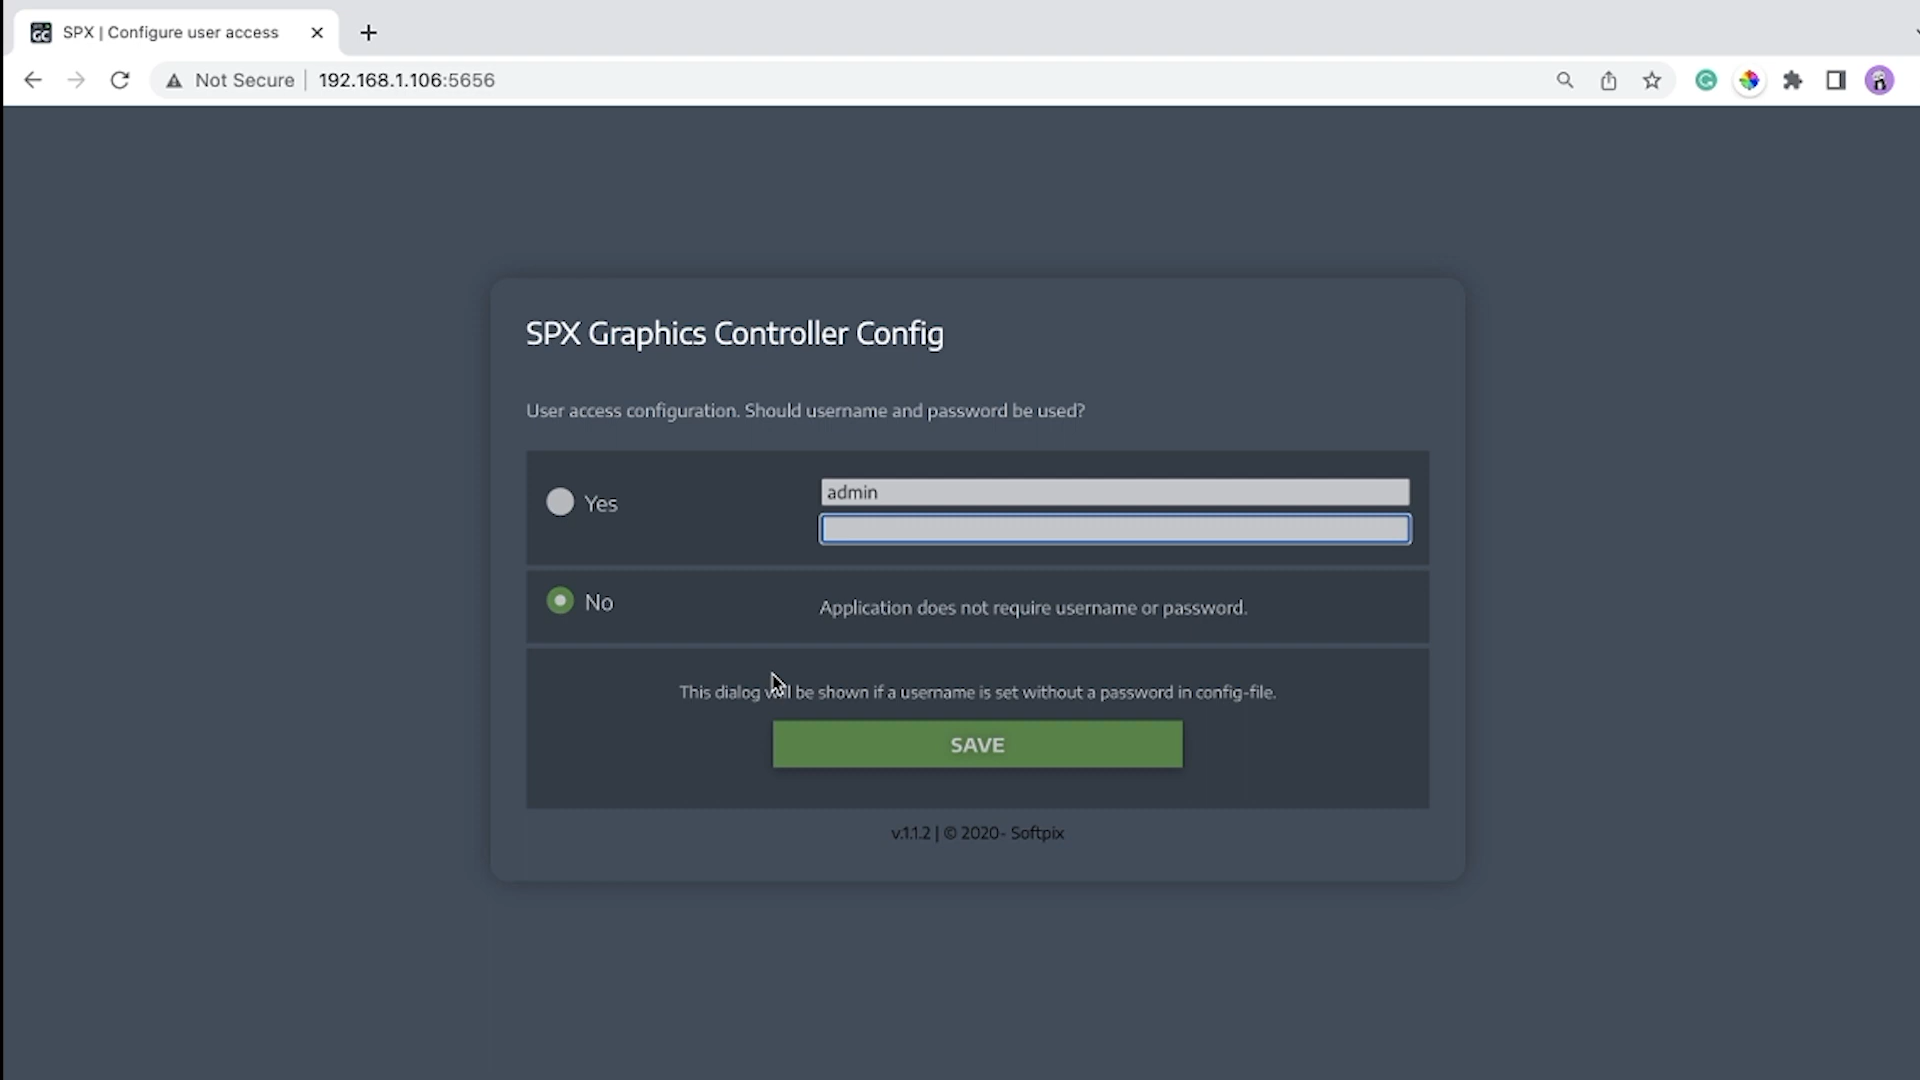 SPX | Configure user access
Not Secure
192.168.1.106:5656
SPX Graphics Controller Config
User access configuration. Should username and password be used?
Yes
admin
No
Application does not require username or password.
This dialog will be shown if a username is set without a password in config-file.
SAVE
v.1.1.2 | © 2020- Softpix